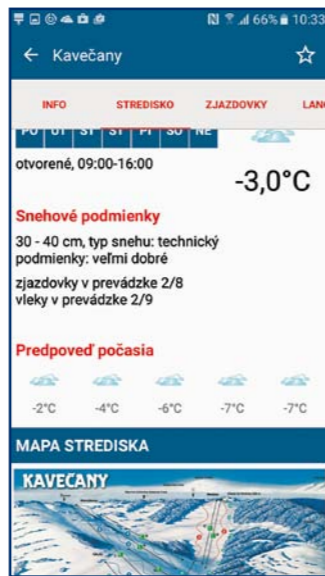 66% 10:33
Kavečany
INFO STREDISKO ZJAZDOVKY LANO
PO UT ST ŠT PI SO NE
otvorené, 09:00-16:00
-3,0°C
Snehové podmienky
30 - 40 cm, typ snehu: technický
podmienky: veľmi dobré
zjazdovky v prevádzke 2/8
vleky v prevádzke 2/9
Predpoveď počasia
-2°C -4°C -6°C -7°C -7°C
MAPA STREDISKA
KAVEČANY